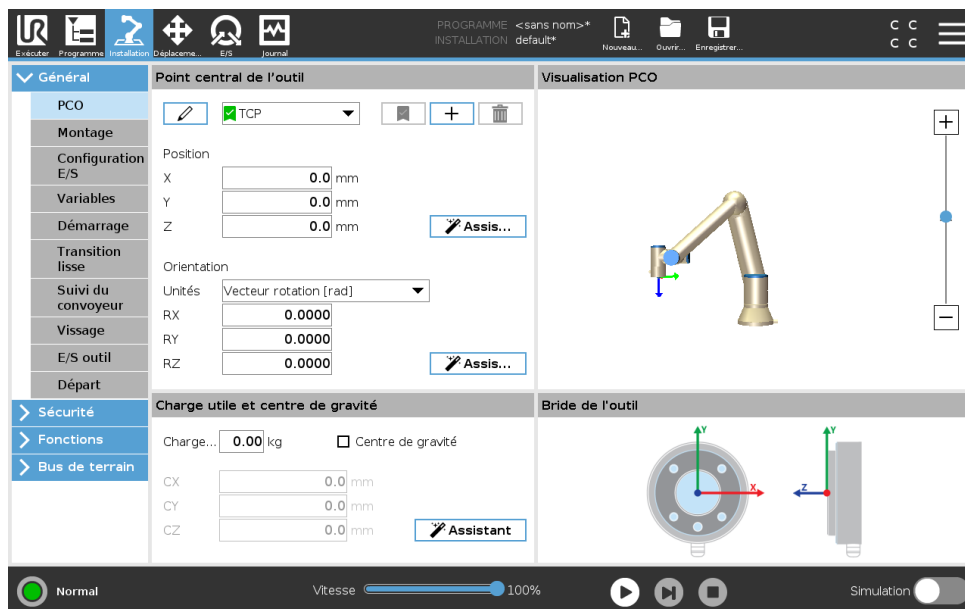 Exécuter
Programme
Installation
Déplaceme...
E/S
Journal
PROGRAMME <sans nom>*
INSTALLATION default*
Nouveau...
Ouvrir...
Enregistrer...
C C
C C
Général
PCO
Montage
Configuration
E/S
Variables
Démarrage
Transition
lisse
Suivi du
convoyeur
Vissage
E/S outil
Départ
Sécurité
Fonctions
Bus de terrain
Point central de l'outil
TCP
Position
X 0.0 mm
Y 0.0 mm
Z 0.0 mm
Assis...
Orientation
Unités Vecteur rotation [rad]
RX 0.0000
RY 0.0000
RZ 0.0000
Assis...
Visualisation PCO
Charge utile et centre de gravité
Charge... 0.00 kg
Centre de gravité
CX 0.0 mm
CY 0.0 mm
CZ 0.0 mm
Assistant
Bride de l'outil
Y
X
Y
Z
Normal
Vitesse
100%
Simulation